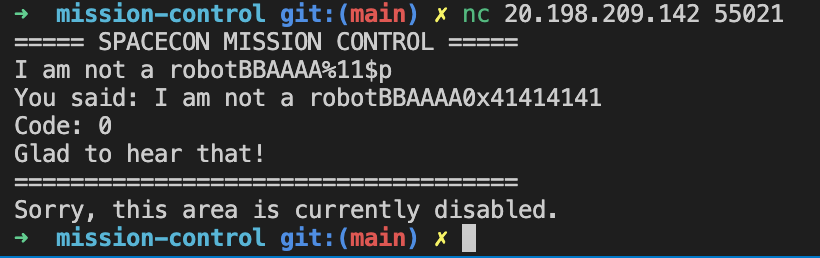 ➜  mission-control git:(main) ✗ nc 20.198.209.142 55021
===== SPACECON MISSION CONTROL =====
I am not a robotBBAAAA%11$p
You said: I am not a robotBBAAAA0x41414141
Code: 0
Glad to hear that!
====================================
Sorry, this area is currently disabled.
➜  mission-control git:(main) ✗